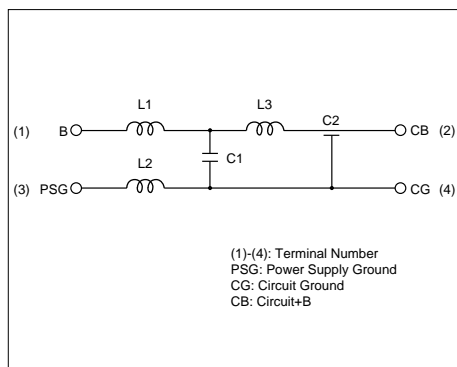 L1 L3 C2
(1) B CB (2)
C1
L2
(3) PSG CG (4)
(1)-(4): Terminal Number
PSG: Power Supply Ground
CG: Circuit Ground
CB: Circuit+B